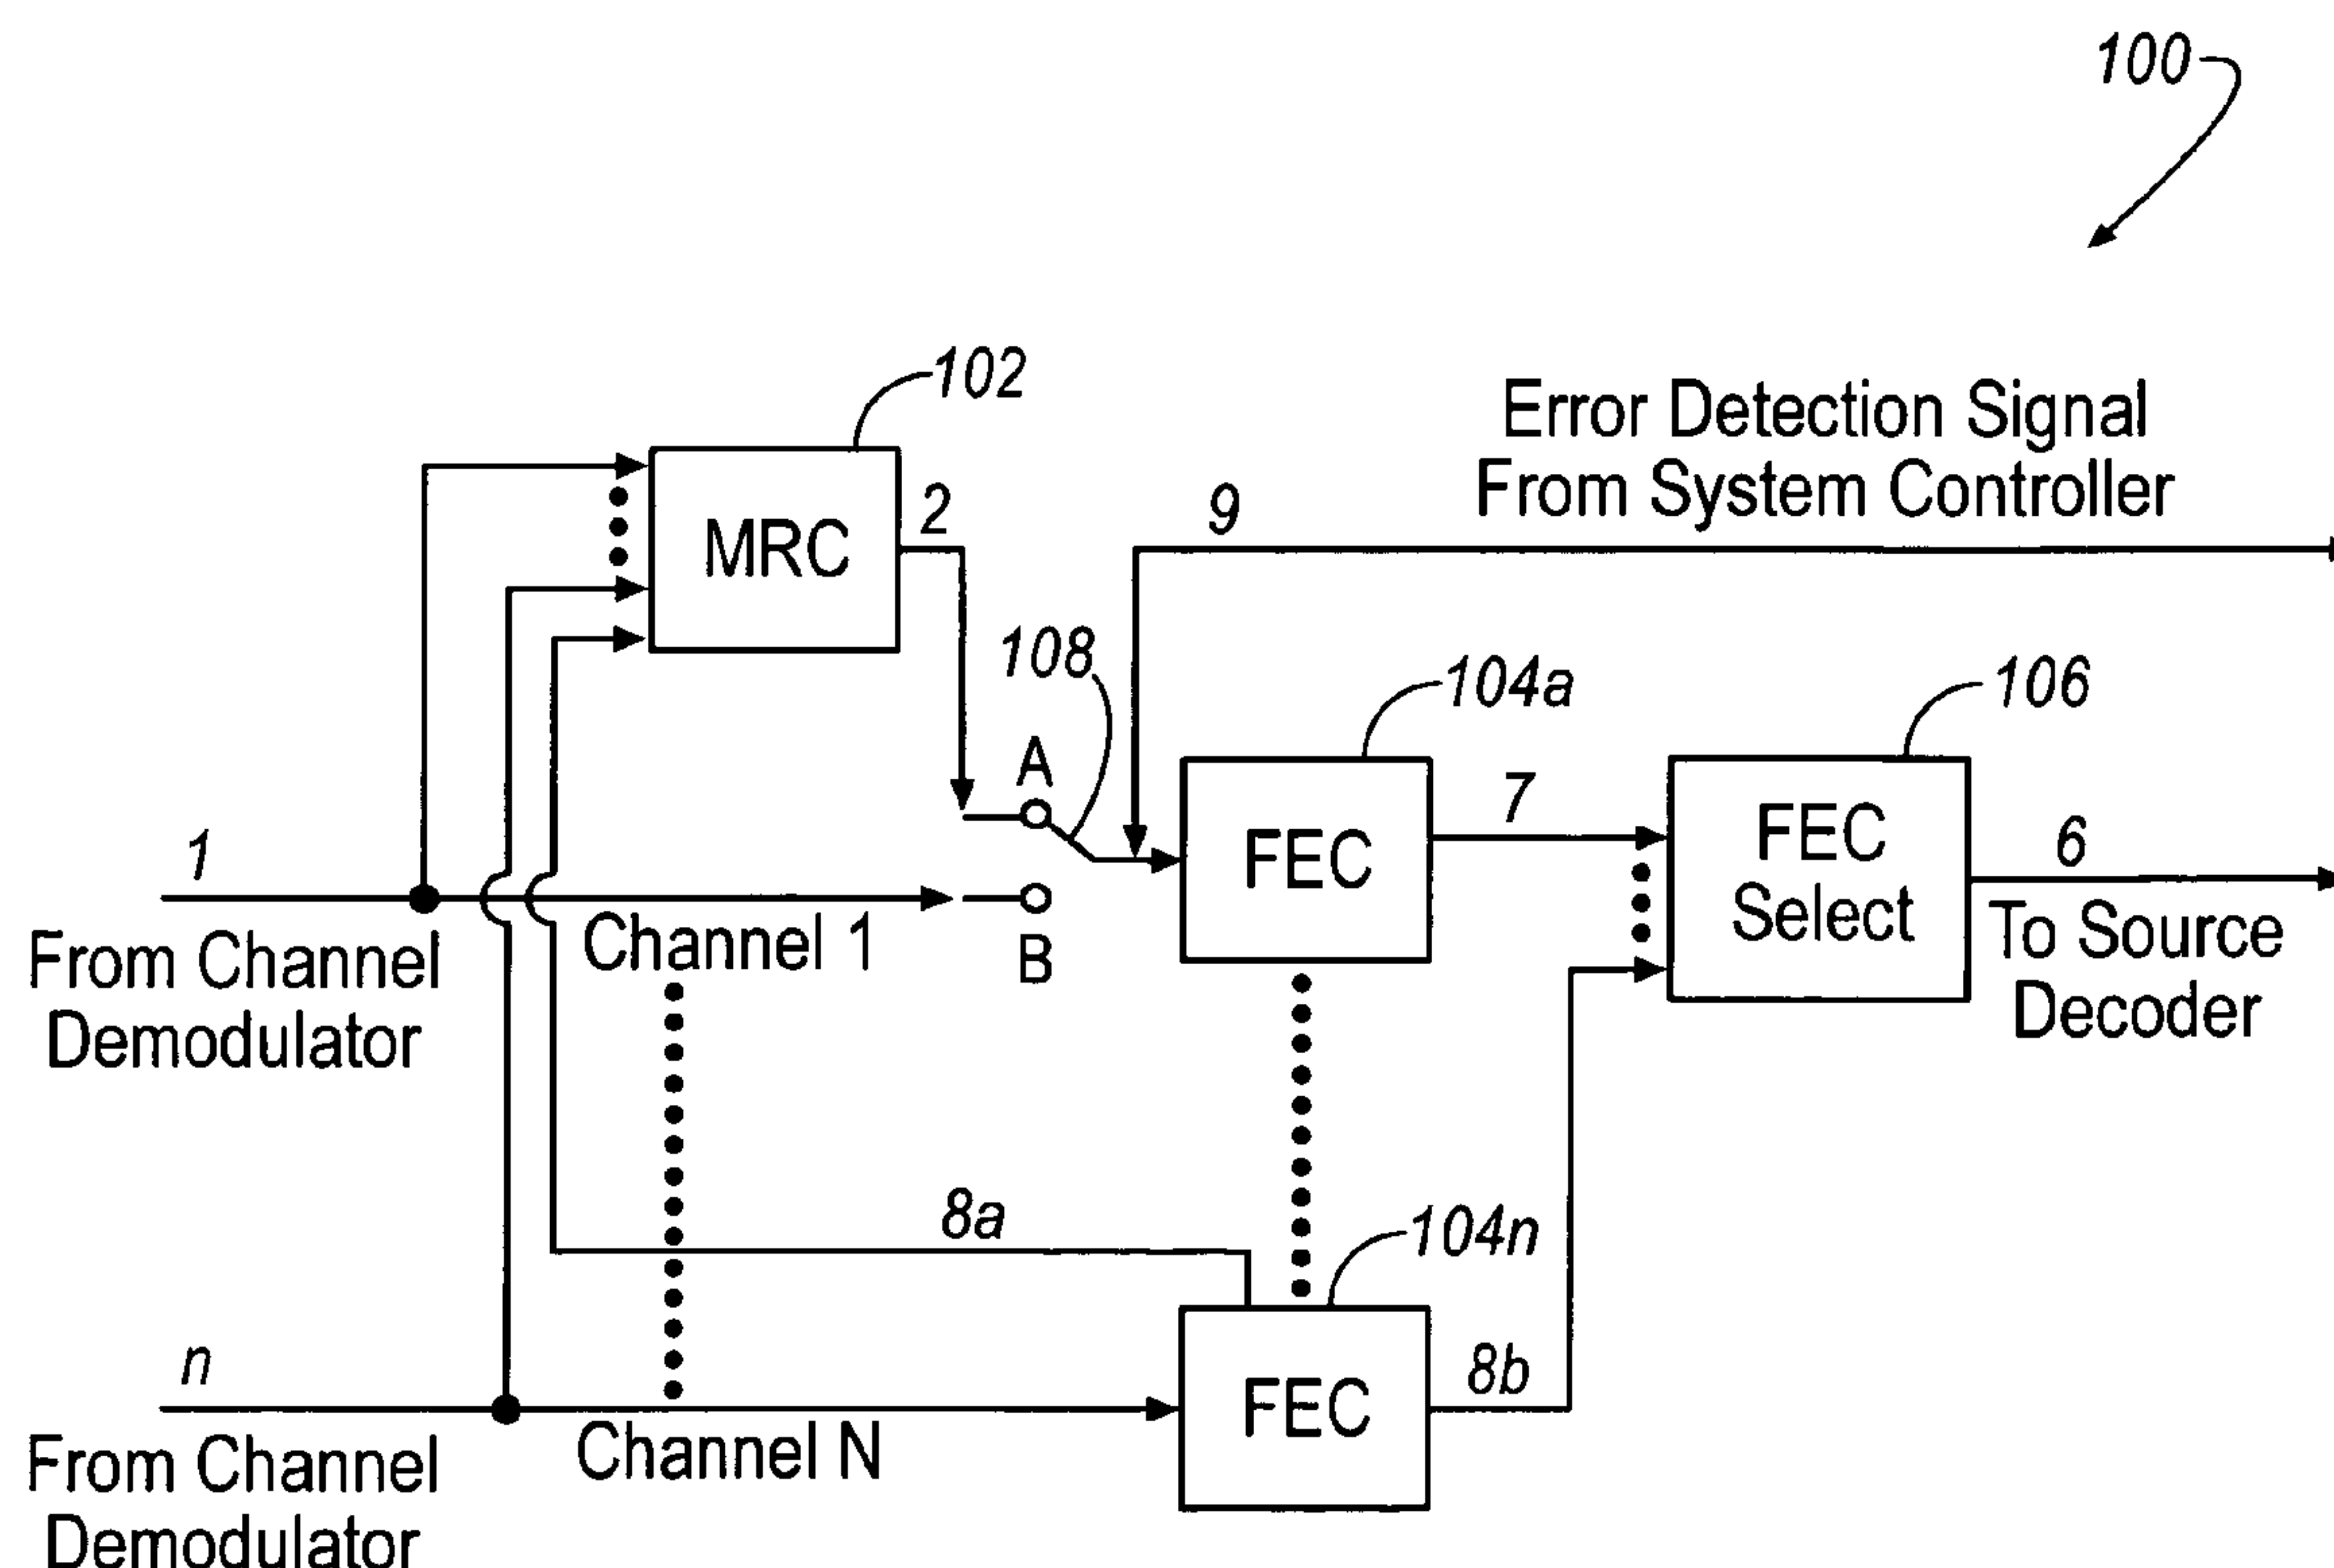 100
102
Error Detection Signal
From System Controller
MRC
2
9
108
104a
106
A
7
FEC
FEC
Select
6
1
From Channel
Demodulator
Channel 1
B
To Source
Decoder
8a
104n
n
FEC
8b
From Channel
Demodulator
Channel N